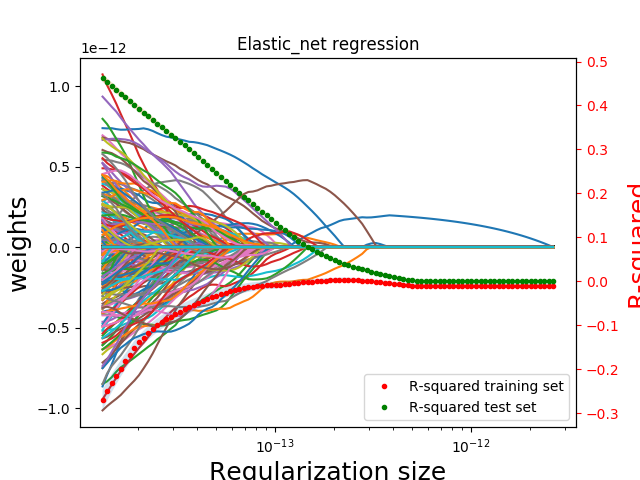 Elastic_net regression
1e−12
1.0
0.5
0.0
−0.5
−1.0
weights
0.5
0.4
0.3
0.2
0.1
0.0
−0.1
−0.2
−0.3
R-squared
R-squared training set
R-squared test set
10⁻¹³
10⁻¹²
Regularization size